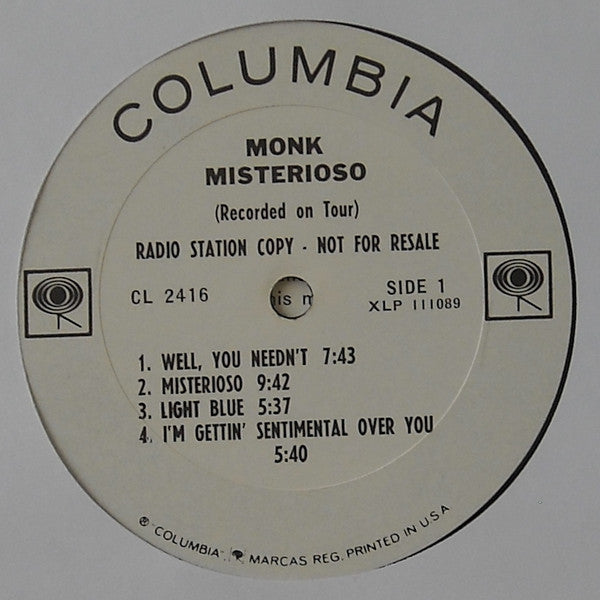 COLUMBIA
MONK
MISTERIOSO
(Recorded on Tour)
RADIO STATION COPY - NOT FOR RESALE
CL 2416
SIDE 1
XLP 111089
his m
1. WELL, YOU NEEDN'T 7:43
2. MISTERIOSO 9:42
3. LIGHT BLUE 5:37
4. I'M GETTIN' SENTIMENTAL OVER YOU
5:40
® "COLUMBIA", MARCAS REG. PRINTED IN U.S.A